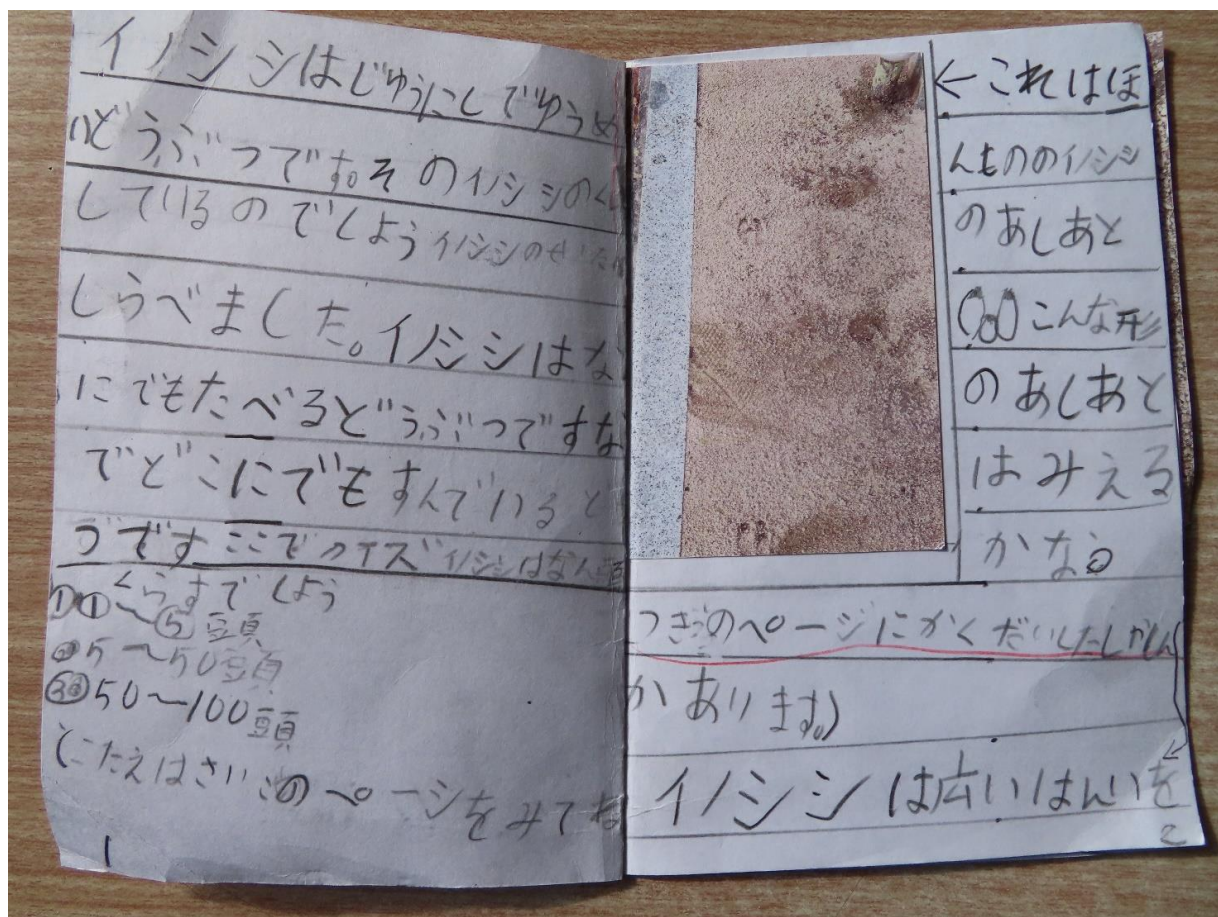 イノシシはじゅうにしでゆうめ
いどうぶつです。そのイノシシのく
しているのでしょうイノシシのせいたい
しらべました。イノシシはな
にでもたべるどうぶつですな
でどこにでもすんでいると
づですここでクイズイノシシはなん頭
くらすでしょう
①①〜⑤頭
②5〜50頭
③50〜100頭
(こたえはさいごのページをみてね
1
←これはほ
んもののイノシシ
のあしあと
こんな形
のあしあと
はみえる
かな。
つぎのページにかくだいしたしゃしん
があります。)
イノシシは広いはんいを
2